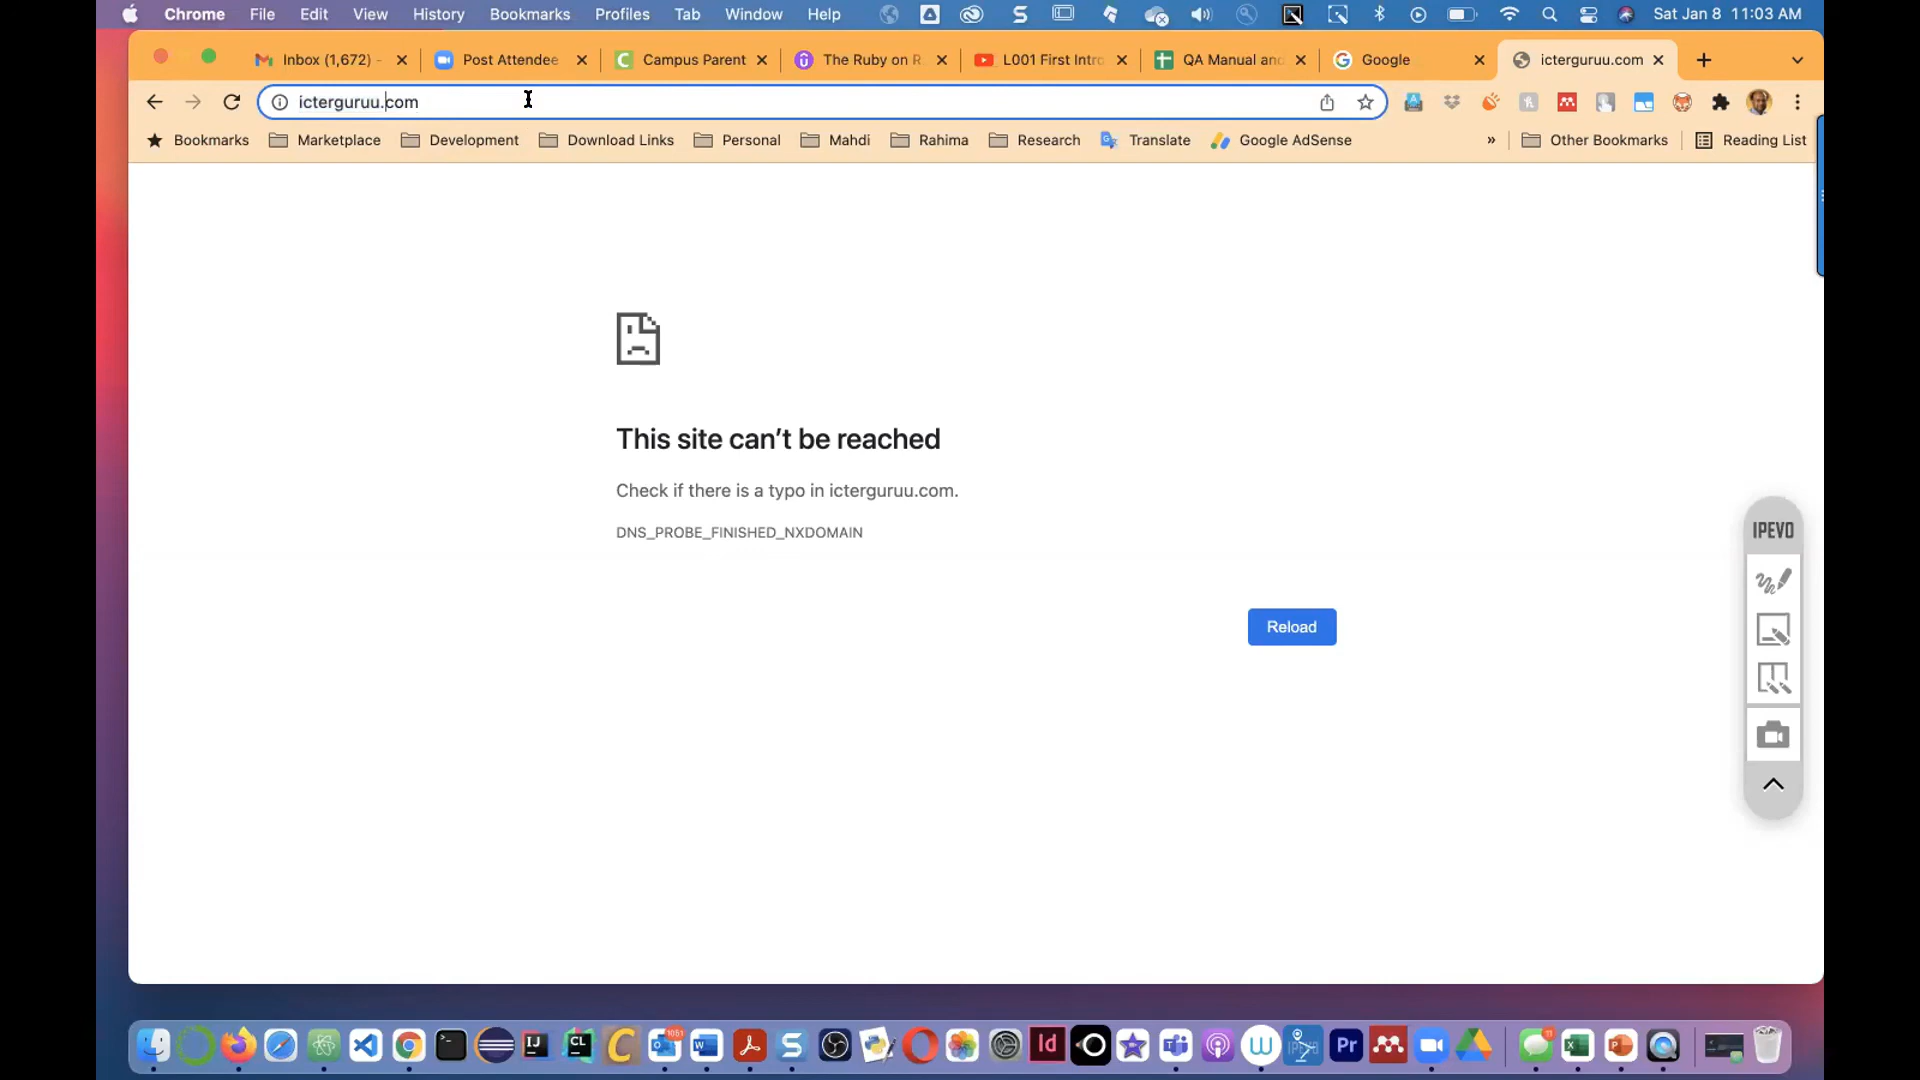 Chrome File Edit View History Bookmarks Profiles Tab Window Help Sat Jan 8 11:03 AM
Inbox (1,672) - Post Attendee Campus Parent The Ruby on R L001 First Intro QA Manual and Google icterguruu.com
icterguruu.com
Bookmarks Marketplace Development Download Links Personal Mahdi Rahima Research Translate Google AdSense » Other Bookmarks Reading List
This site can't be reached
Check if there is a typo in icterguruu.com.
DNS_PROBE_FINISHED_NXDOMAIN
IPEVO
Reload